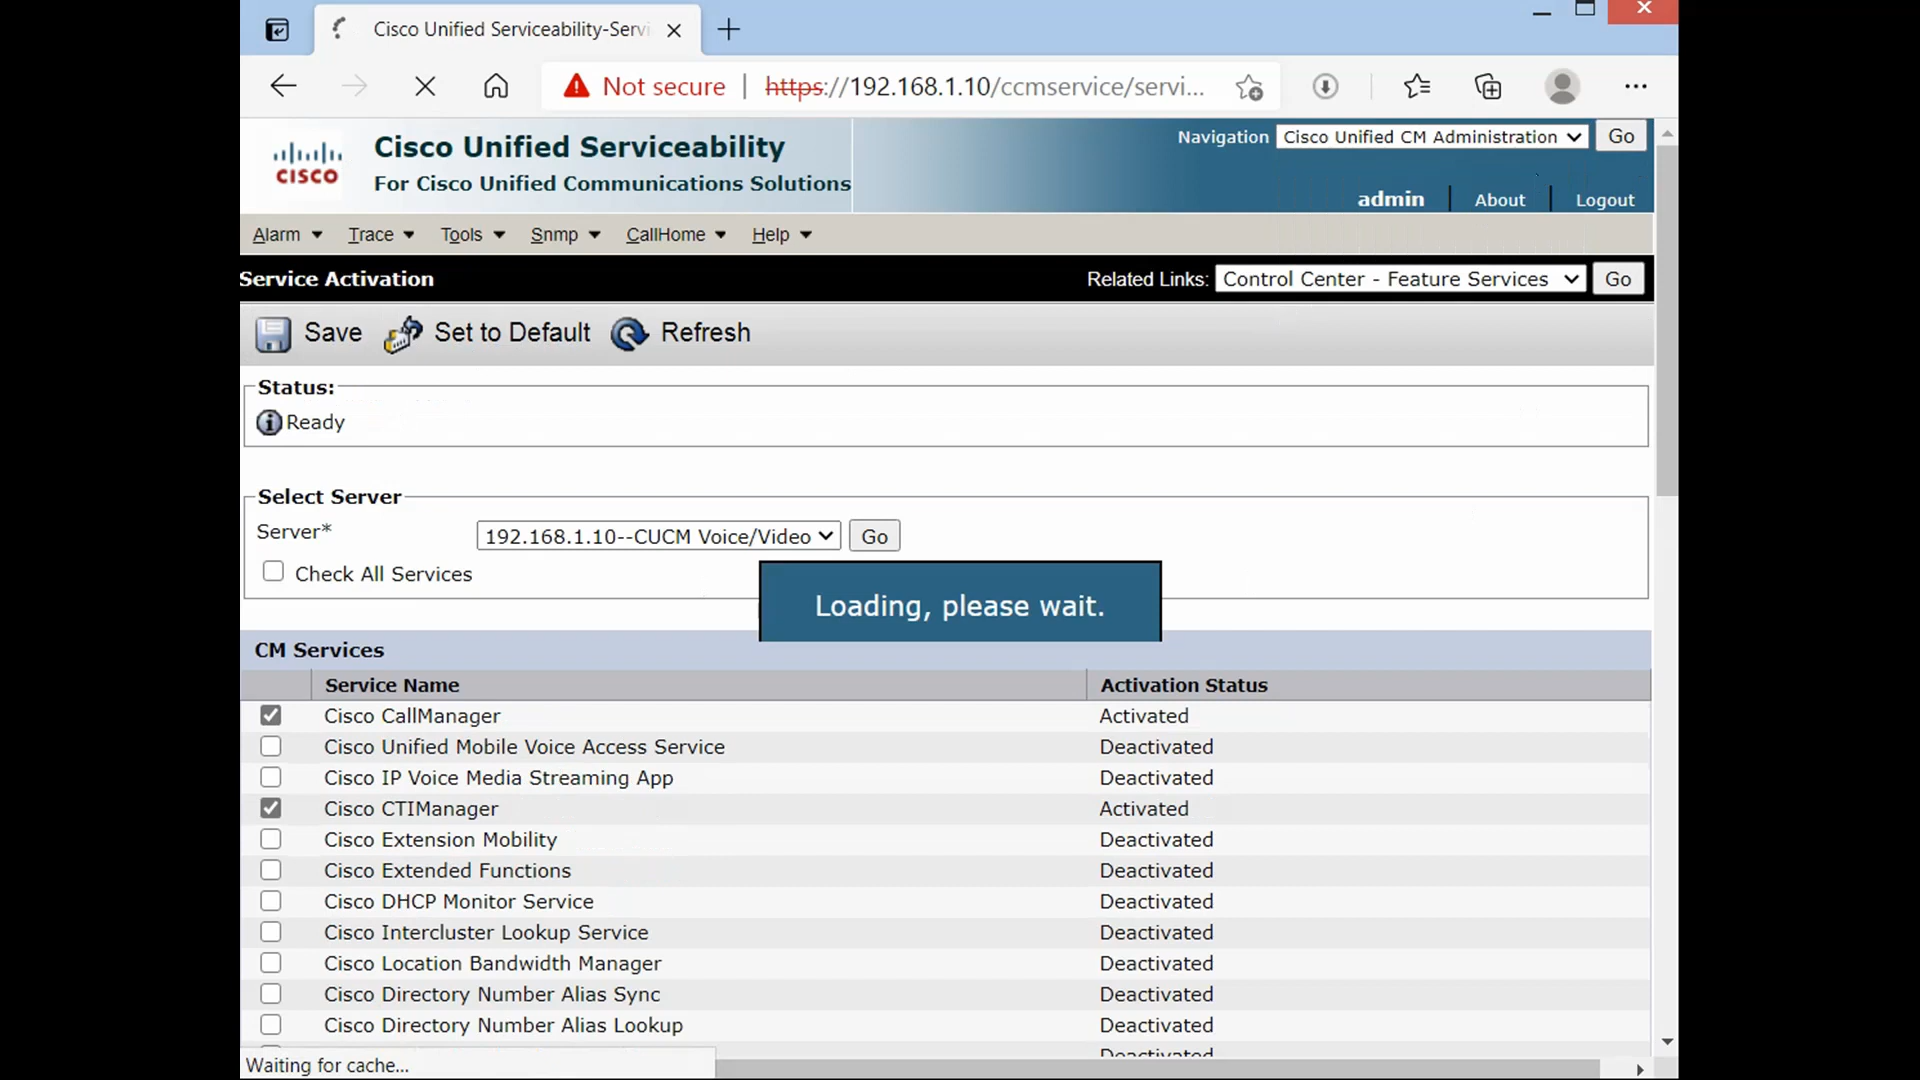 Cisco Unified Serviceability-Servi
Not secure | https://192.168.1.10/ccmservice/servi...
CISCO
Cisco Unified Serviceability
For Cisco Unified Communications Solutions
Navigation Cisco Unified CM Administration Go
admin | About | Logout
Alarm Trace Tools Snmp CallHome Help
Service Activation
Related Links: Control Center - Feature Services Go
Save Set to Default Refresh
Status:
Ready
Select Server
Server* 192.168.1.10--CUCM Voice/Video Go
Check All Services
Loading, please wait.
CM Services
Service Name Activation Status
Cisco CallManager Activated
Cisco Unified Mobile Voice Access Service Deactivated
Cisco IP Voice Media Streaming App Deactivated
Cisco CTIManager Activated
Cisco Extension Mobility Deactivated
Cisco Extended Functions Deactivated
Cisco DHCP Monitor Service Deactivated
Cisco Intercluster Lookup Service Deactivated
Cisco Location Bandwidth Manager Deactivated
Cisco Directory Number Alias Sync Deactivated
Cisco Directory Number Alias Lookup Deactivated
Deactivated
Waiting for cache...